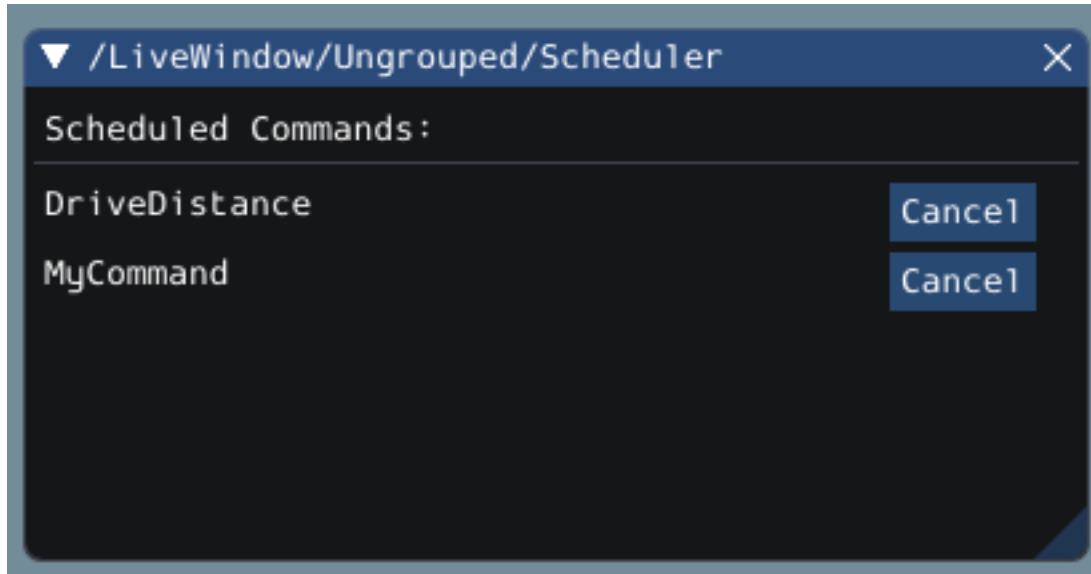 /LiveWindow/Ungrouped/Scheduler
Scheduled Commands:
DriveDistance Cancel
MyCommand Cancel